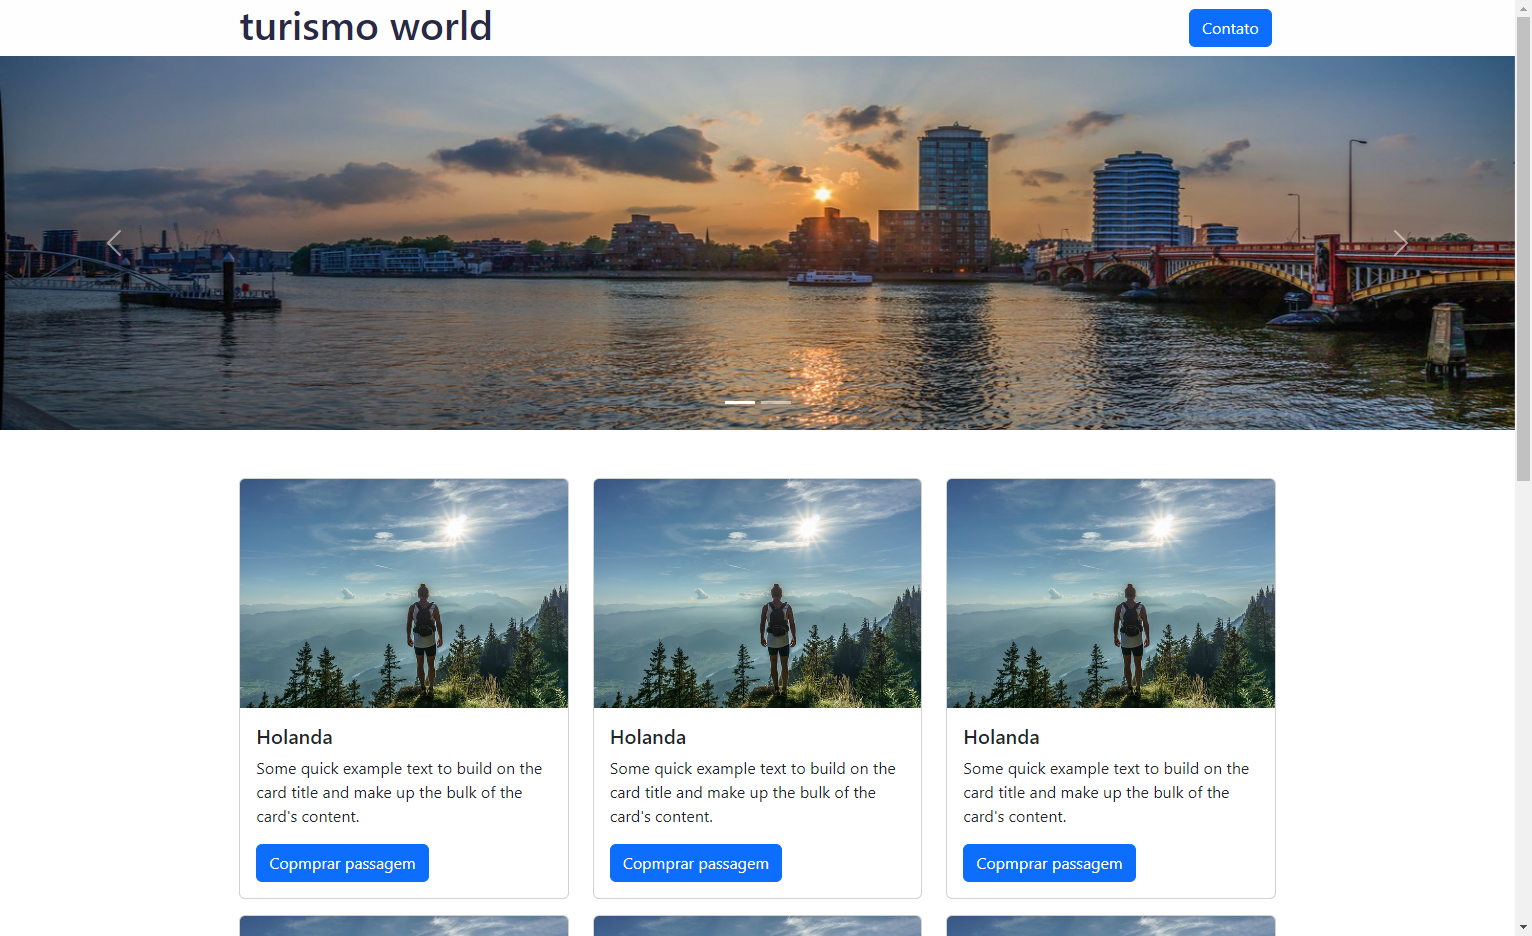 turismo world
Contato
Holanda
Some quick example text to build on the
card title and make up the bulk of the
card's content.
Copmprar passagem
Holanda
Some quick example text to build on the
card title and make up the bulk of the
card's content.
Copmprar passagem
Holanda
Some quick example text to build on the
card title and make up the bulk of the
card's content.
Copmprar passagem